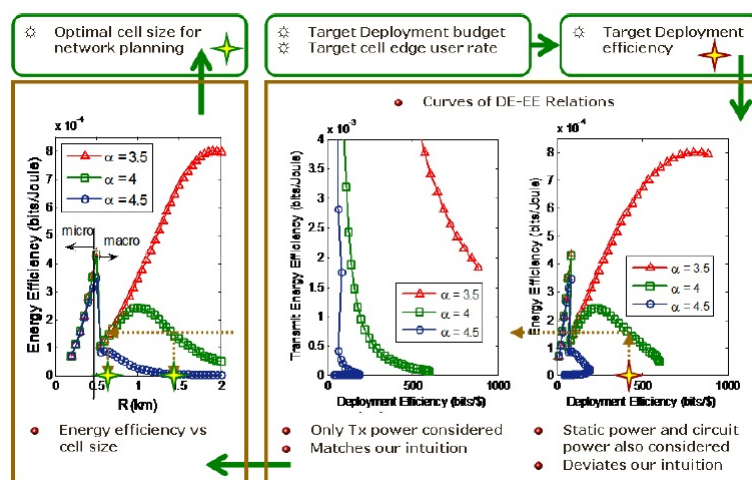 ☼ Optimal cell size for
network planning
☼ Target Deployment budget
☼ Target cell edge user rate
☼ Target Deployment
efficiency
• Curves of DE-EE Relations
x 10⁻⁴
Energy Efficiency (bits/Joule)
8
7
6
5
4
3
2
1
0
α = 3.5
α = 4
α = 4.5
micro
macro
0
0.5
1
1.5
2
R (km)
x 10⁻³
Transmit Energy Efficiency (bits/Joule)
4
3.5
3
2.5
2
1.5
1
0.5
0
α = 3.5
α = 4
α = 4.5
0
500
1000
Deployment Efficiency (bits/$)
x 10⁻⁴
Energy Efficiency (bits/Joule)
8
7
6
5
4
3
2
1
0
α = 3.5
α = 4
α = 4.5
0
500
1000
Deployment Efficiency (bits/$)
• Energy efficiency vs
cell size
• Only Tx power considered
• Matches our intuition
• Static power and circuit
power also considered
• Deviates our intuition